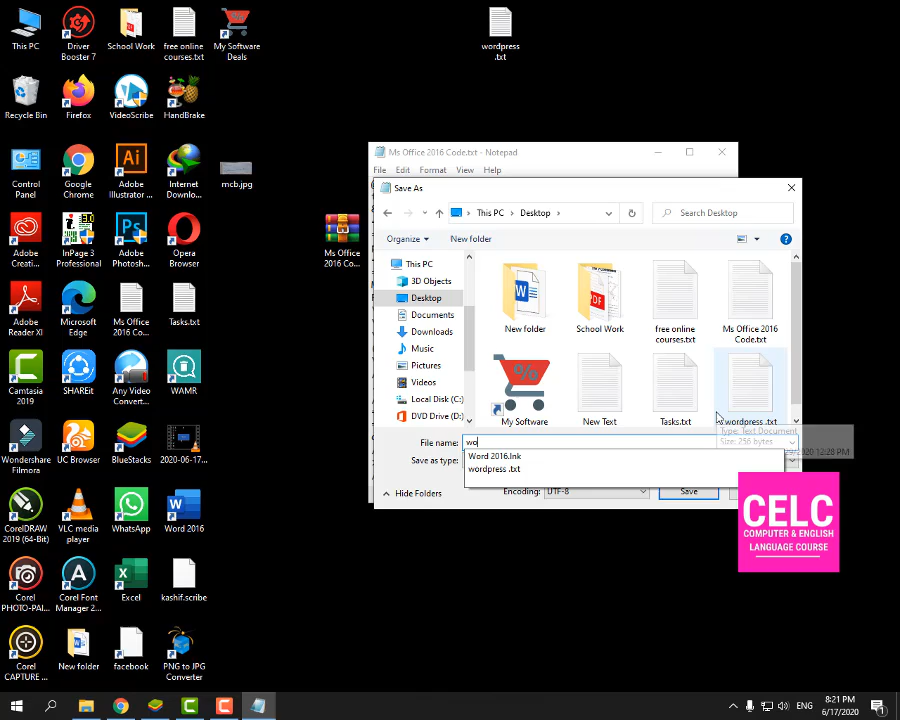 This PC
Driver
Booster 7
School Work
free online
courses.txt
My Software
Deals
wordpress
.txt
Recycle Bin
Firefox
VideoScribe
HandBrake
Control
Panel
Google
Chrome
Ai
Adobe
Illustrator ...
Internet
Downlo...
mcb.jpg
Adobe
Creati...
InPage 3
Professional
Ps
Adobe
Photosh...
Opera
Browser
Ms Office
2016 Co...
Adobe
Reader XI
Microsoft
Edge
Ms Office
2016 Co...
Tasks.txt
Camtasia
2019
SHAREit
Any Video
Convert...
WAMR
Wondershare
Filmora
UC Browser
BlueStacks
2020-06-17...
CorelDRAW
2019 (64-Bit)
VLC media
player
WhatsApp
Word 2016
Corel
PHOTO-PAI...
Corel Font
Manager 2...
Excel
kashif.scribe
Corel
CAPTURE ...
New folder
facebook
PNG to JPG
Converter
Ms Office 2016 Code.txt - Notepad
File Edit Format View Help
Save As
This PC > Desktop >
Search Desktop
Organize
New folder
This PC
3D Objects
Desktop
Documents
Downloads
Music
Pictures
Videos
Local Disk (C:)
DVD Drive (D:)
New folder
School Work
free online
courses.txt
Ms Office 2016
Code.txt
My Software
New Text
Tasks.txt
wordpress .txt
Type: Text Document
Size: 256 bytes
/2020 12:28 PM
File name: wo
Word 2016.lnk
wordpress .txt
Save as type:
Hide Folders
Encoding: UTF-8
Save
CELC
COMPUTER & ENGLISH
LANGUAGE COURSE
ENG
8:21 PM
6/17/2020
1